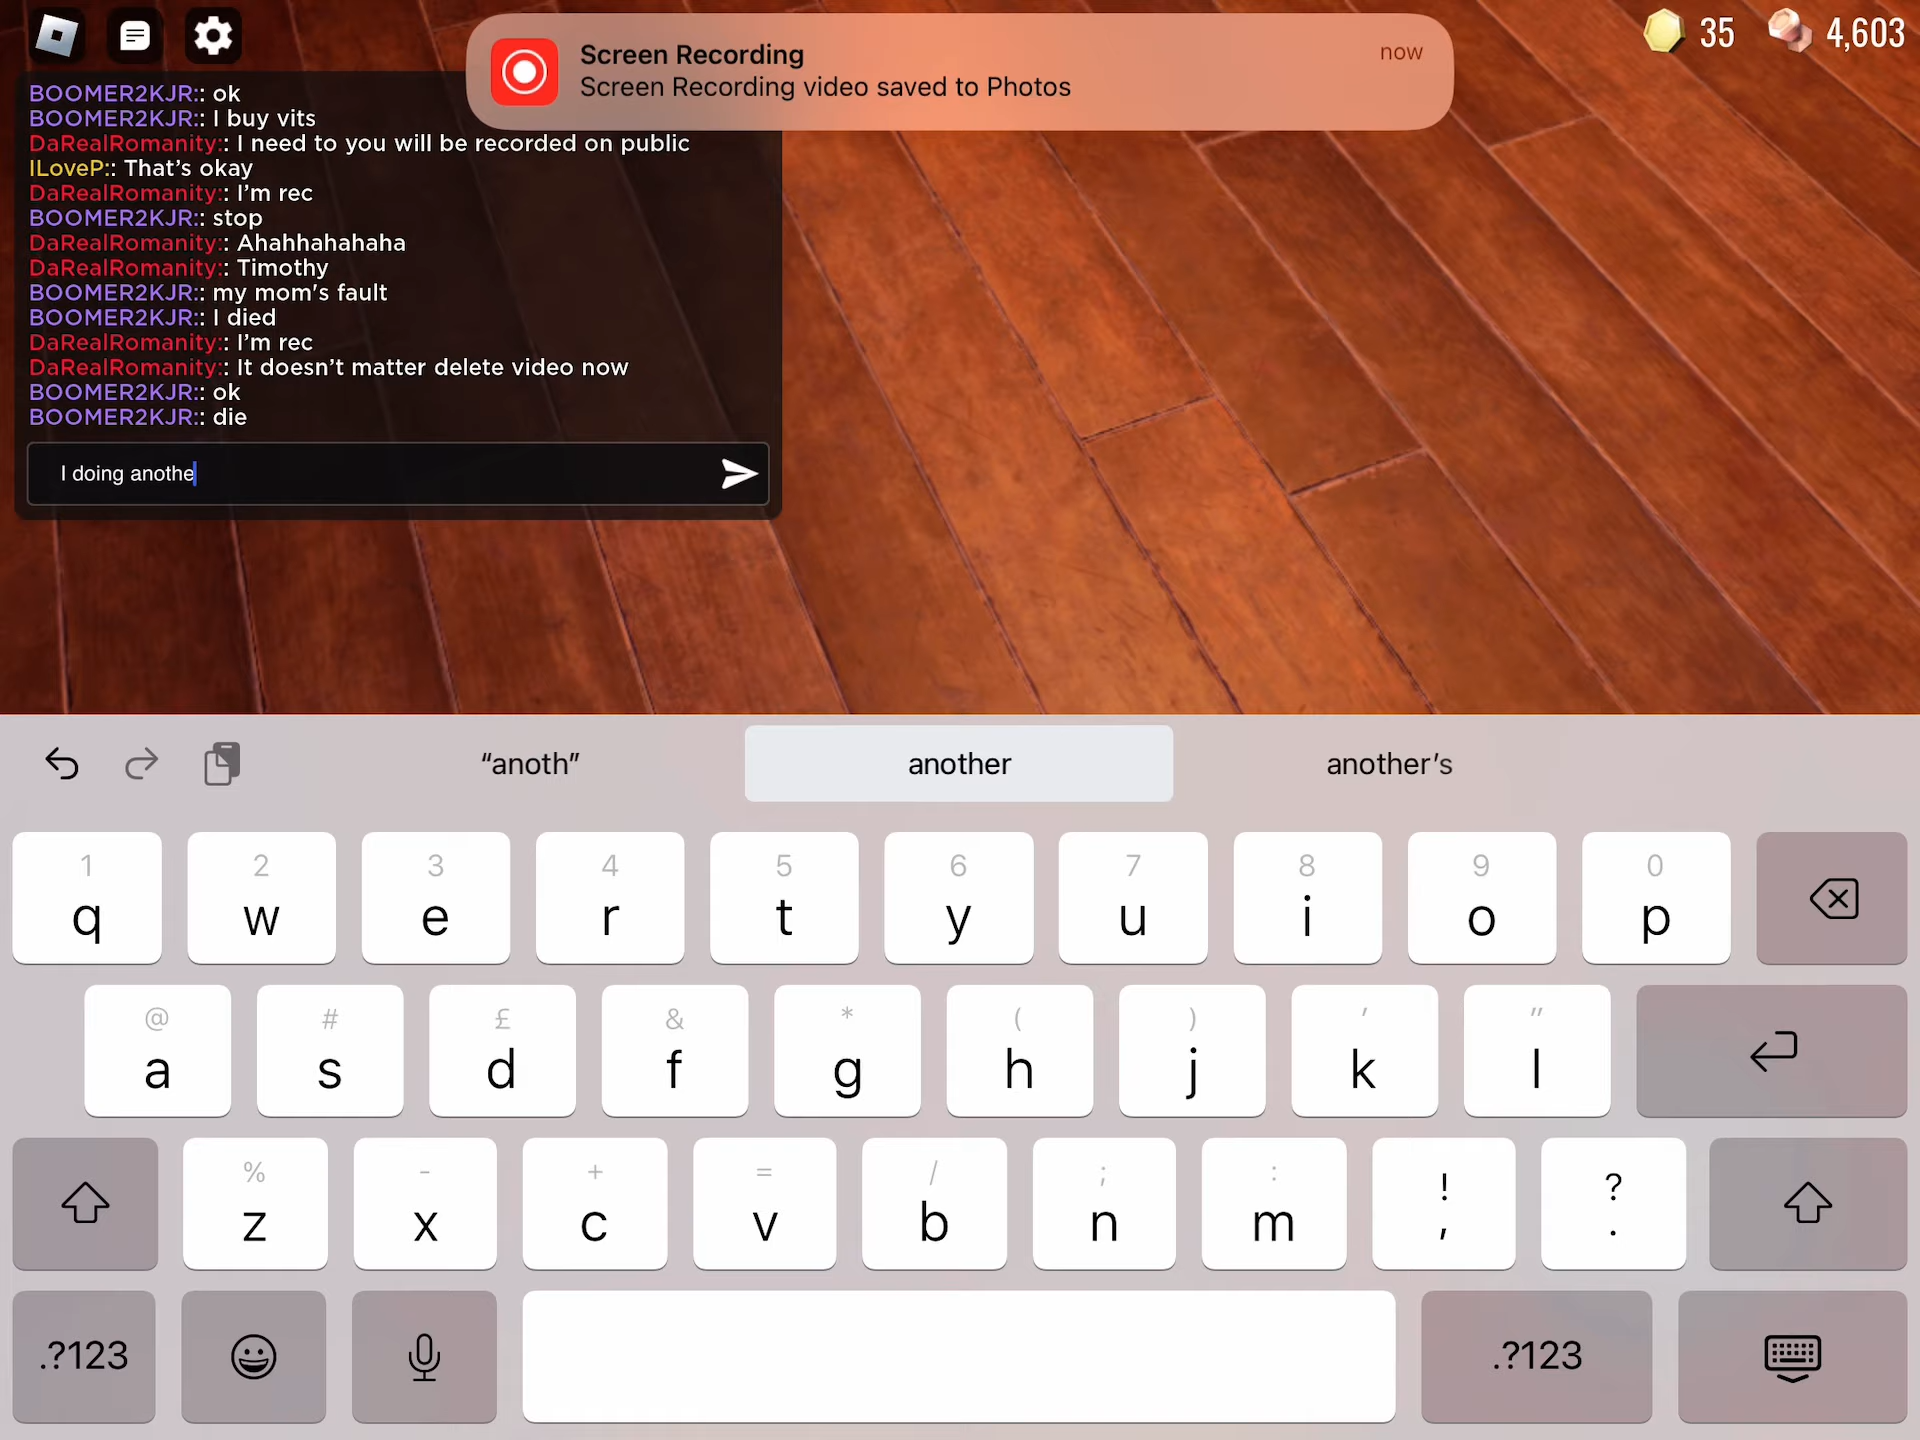 Screen Recording
now
Screen Recording video saved to Photos
35
4,603
BOOMER2KJR:: ok
BOOMER2KJR:: I buy vits
DaRealRomanity:: I need to you will be recorded on public
ILoveP:: That’s okay
DaRealRomanity:: I’m rec
BOOMER2KJR:: stop
DaRealRomanity:: Ahahhahahaha
DaRealRomanity:: Timothy
BOOMER2KJR:: my mom's fault
BOOMER2KJR:: I died
DaRealRomanity:: I’m rec
DaRealRomanity:: It doesn’t matter delete video now
BOOMER2KJR:: ok
BOOMER2KJR:: die
I doing anothe
“anoth” another another’s
1 2 3 4 5 6 7 8 9 0
q w e r t y u i o p
@ # £ & * ( ) ' "
a s d f g h j k l
% - + = / ; : ! ?
z x c v b n m , .
.?123 .?123